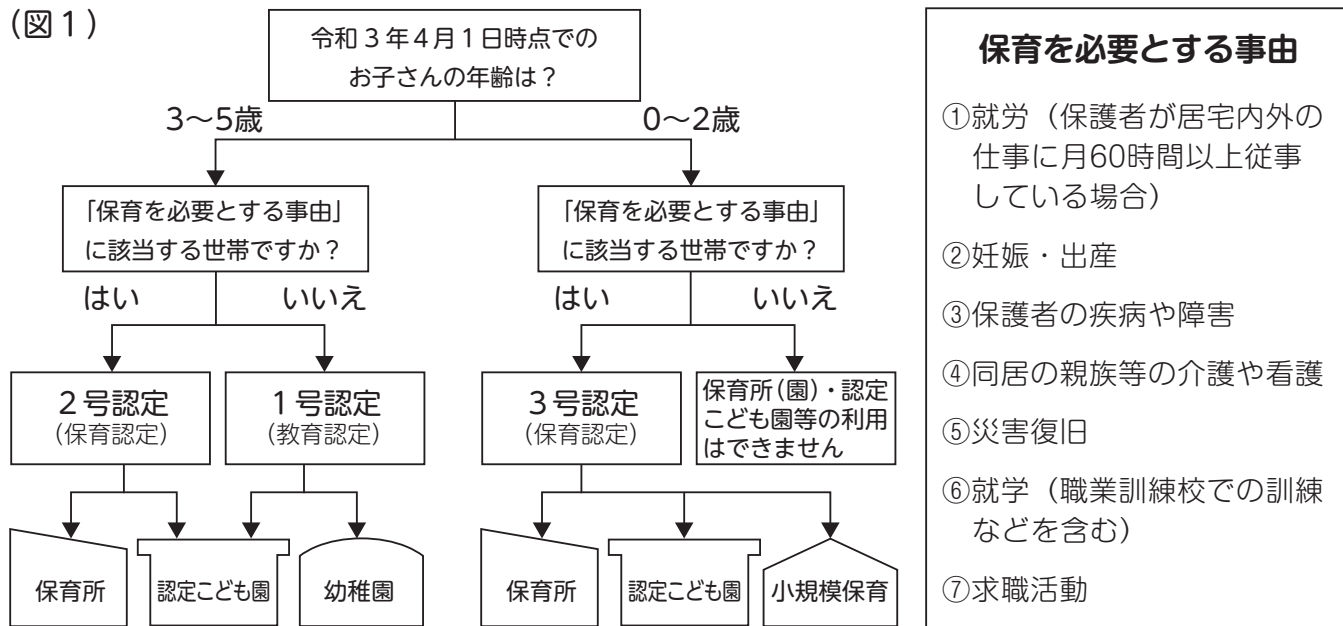 (図1)
令和3年4月1日時点での
お子さんの年齢は?
3~5歳
0~2歳
「保育を必要とする事由」
に該当する世帯ですか?
「保育を必要とする事由」
に該当する世帯ですか?
はい
いいえ
はい
いいえ
2号認定
(保育認定)
1号認定
(教育認定)
3号認定
(保育認定)
保育所(園)・認定
こども園等の利用
はできません
保育所
認定こども園
幼稚園
保育所
認定こども園
小規模保育
保育を必要とする事由
①就労(保護者が居宅内外の
仕事に月60時間以上従事
している場合)
②妊娠・出産
③保護者の疾病や障害
④同居の親族等の介護や看護
⑤災害復旧
⑥就学(職業訓練校での訓練
などを含む)
⑦求職活動